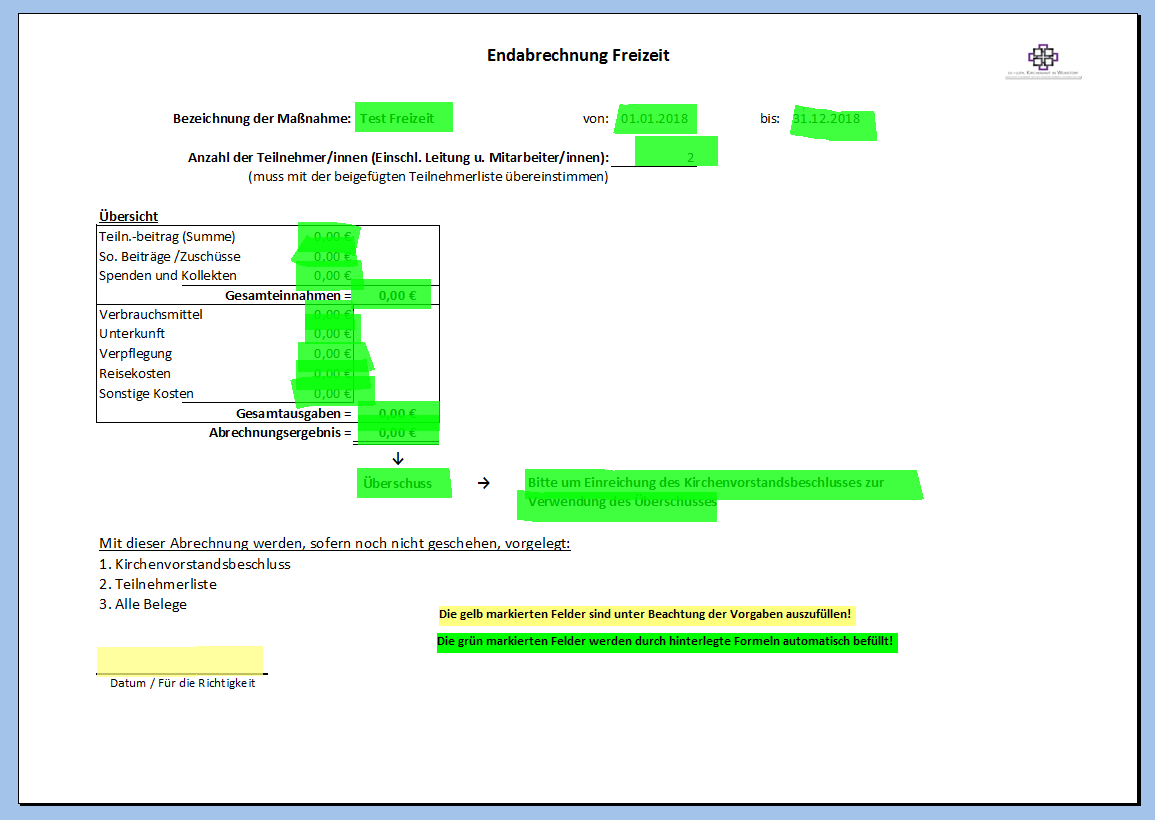 Endabrechnung Freizeit
Bezeichnung der Maßnahme: Test Freizeit von: 01.01.2018 bis: 31.12.2018
Anzahl der Teilnehmer/innen (Einschl. Leitung u. Mitarbeiter/innen): 2
(muss mit der beigefügten Teilnehmerliste übereinstimmen)
Übersicht
Teiln.-beitrag (Summe) 0,00 €
So. Beiträge /Zuschüsse 0,00 €
Spenden und Kollekten 0,00 €
Gesamteinnahmen = 0,00 €
Verbrauchsmittel 0,00 €
Unterkunft 0,00 €
Verpflegung 0,00 €
Reisekosten 0,00 €
Sonstige Kosten 0,00 €
Gesamtausgaben = 0,00 €
Abrechnungsergebnis = 0,00 €
↓
Überschuss → Bitte um Einreichung des Kirchenvorstandsbeschlusses zur
Verwendung des Überschusses
Mit dieser Abrechnung werden, sofern noch nicht geschehen, vorgelegt:
1. Kirchenvorstandsbeschluss
2. Teilnehmerliste
3. Alle Belege
Die gelb markierten Felder sind unter Beachtung der Vorgaben auszufüllen!
Die grün markierten Felder werden durch hinterlegte Formeln automatisch befüllt!
Datum / Für die Richtigkeit